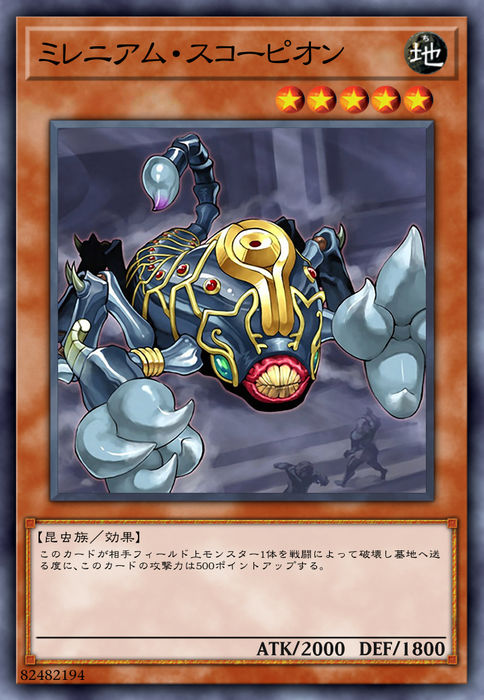 ミレニアム・スコーピオン
ち
地
【昆虫族／効果】
このカードが相手フィールド上モンスター1体を戦闘によって破壊し墓地へ送
る度に、このカードの攻撃力は500ポイントアップする。
ATK/2000 DEF/1800
82482194